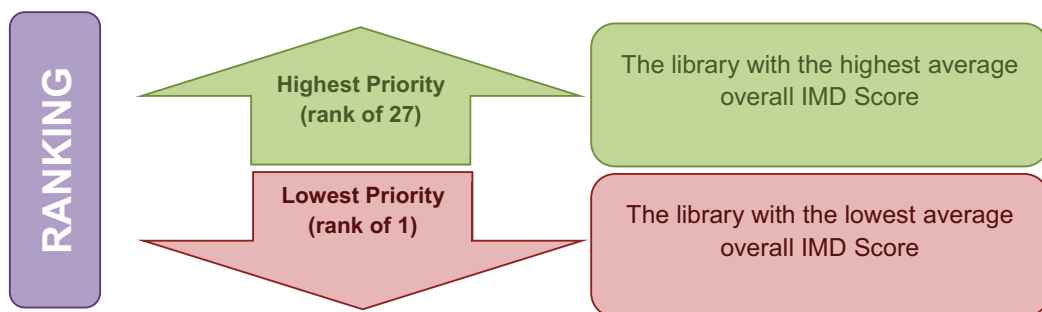 RANKING
Highest Priority
(rank of 27)
The library with the highest average
overall IMD Score
Lowest Priority
(rank of 1)
The library with the lowest average
overall IMD Score